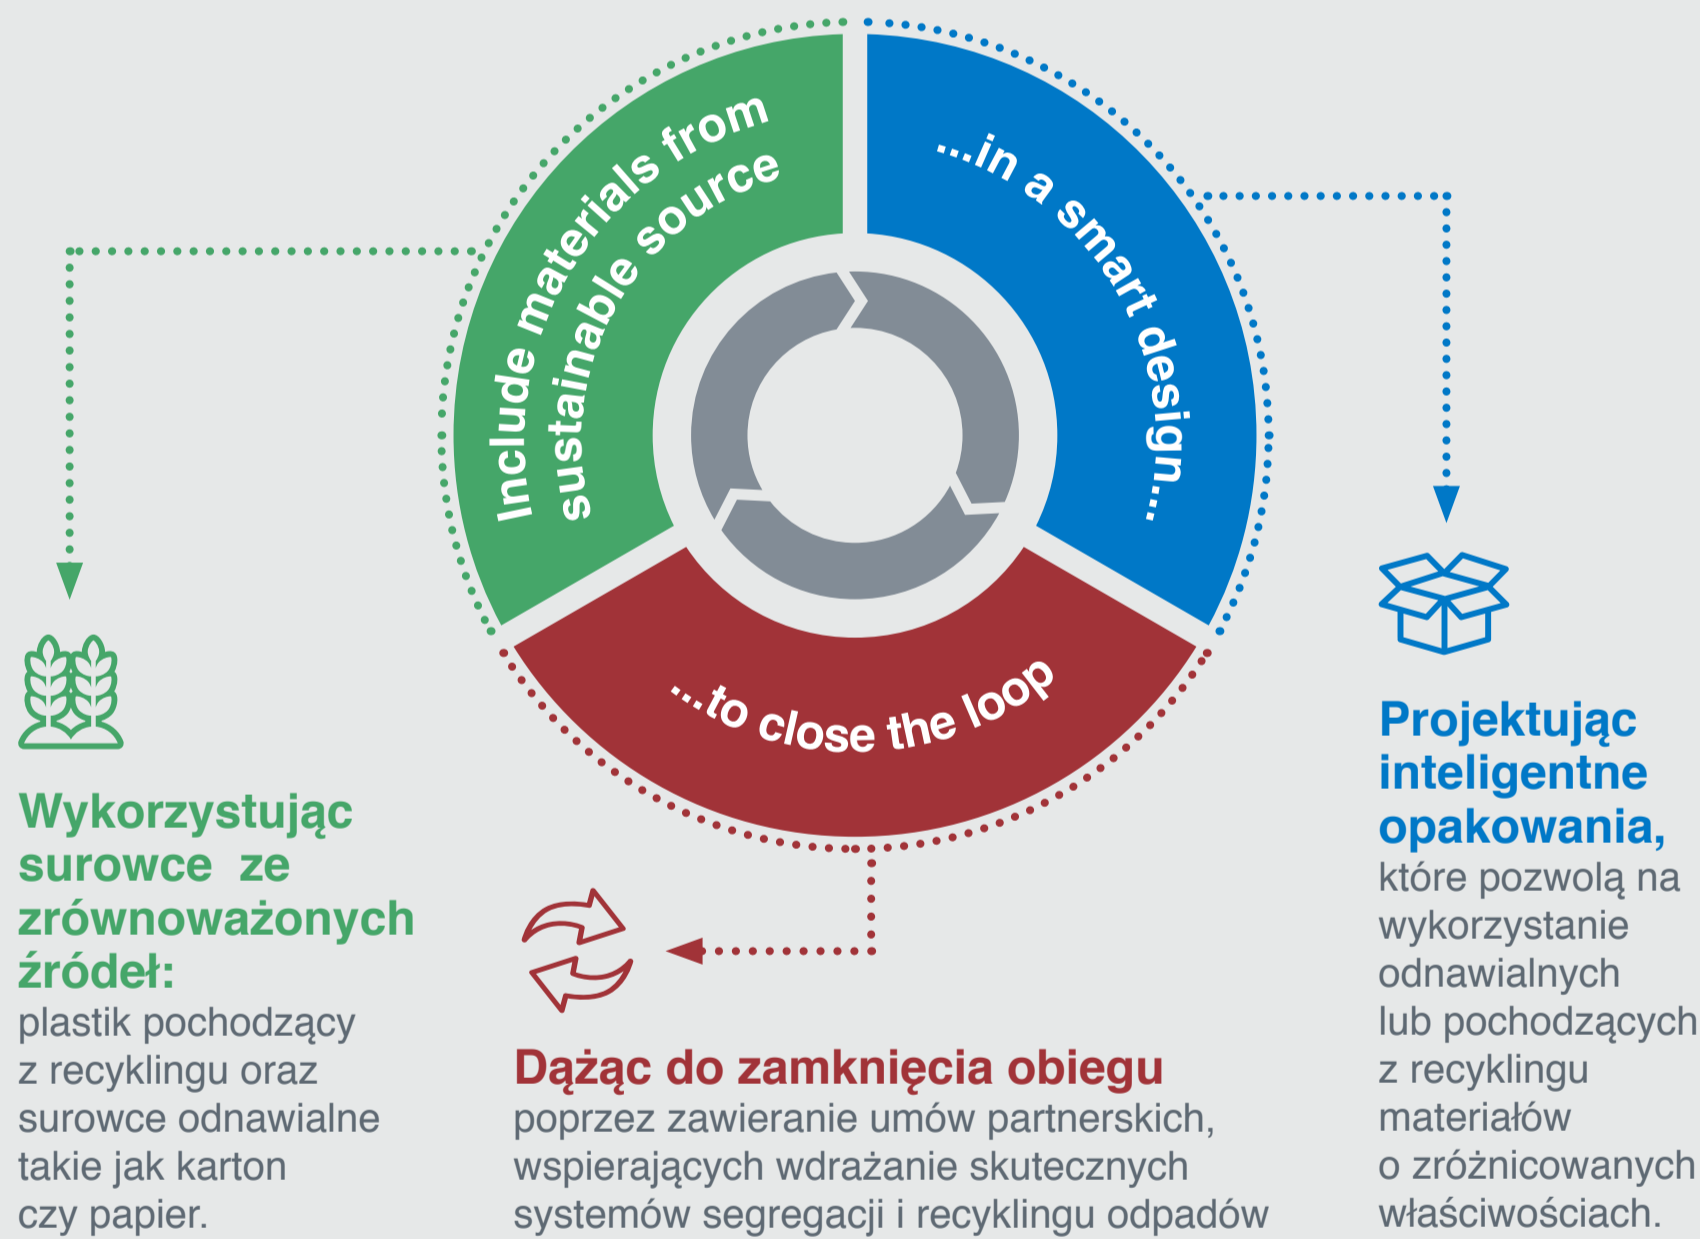 Include materials from
sustainable source
...in a smart design...
...to close the loop
Wykorzystując
surowce ze
zrównoważonych
źródeł:
plastik pochodzący
z recyklingu oraz
surowce odnawialne
takie jak karton
czy papier.
Dążąc do zamknięcia obiegu
poprzez zawieranie umów partnerskich,
wspierających wdrażanie skutecznych
systemów segregacji i recyklingu odpadów
Projektując
inteligentne
opakowania,
które pozwolą na
wykorzystanie
odnawialnych
lub pochodzących
z recyklingu
materiałów
o zróżnicowanych
właściwościach.